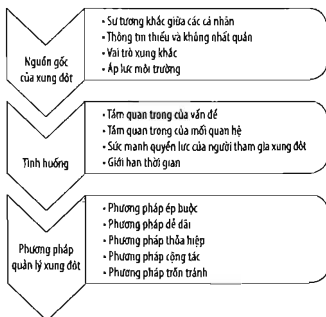 Nguồn gốc
của xung đột
• Sự tương khắc giữa các cá nhân
• Thông tin thiếu và không nhất quán
• Vai trò xung khắc
• Áp lực môi trường
Tình huống
• Tầm quan trọng của vấn đề
• Tầm quan trọng của mối quan hệ
• Sức mạnh quyền lực của người tham gia xung đột
• Giới hạn thời gian
Phương pháp
quản lý xung đột
• Phương pháp ép buộc
• Phương pháp dễ dãi
• Phương pháp thỏa hiệp
• Phương pháp cộng tác
• Phương pháp trốn tránh